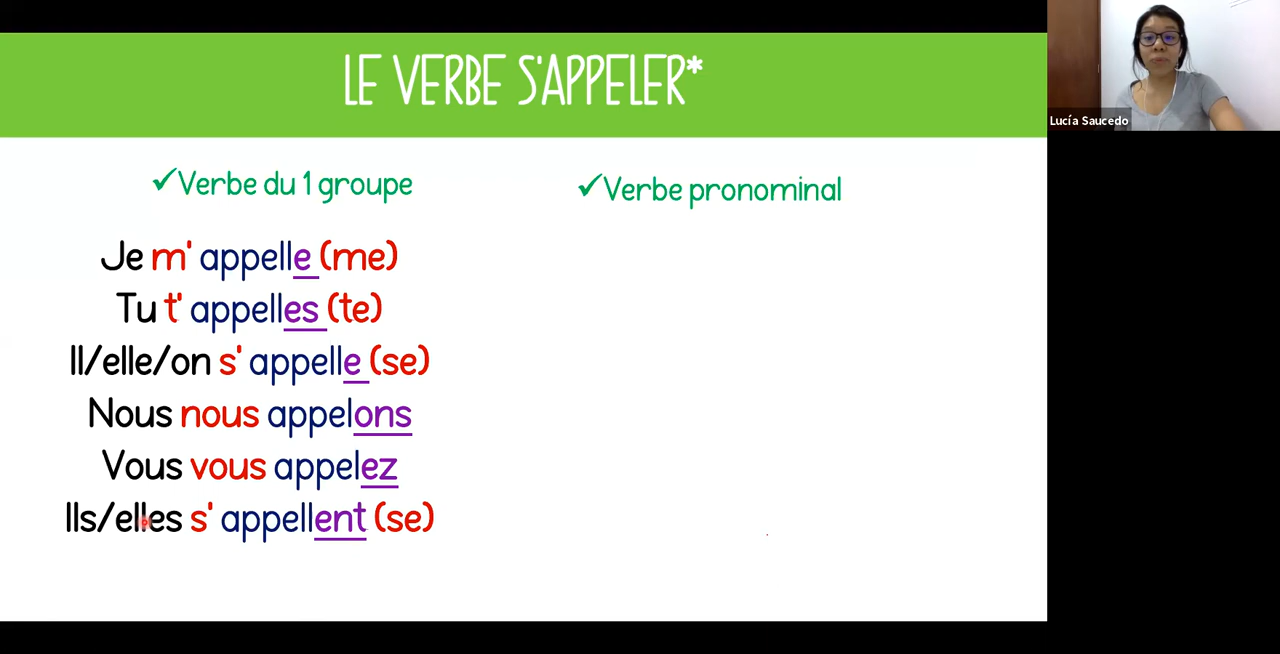 LE VERBE S'APPELER*
Lucía Saucedo
✓Verbe du 1 groupe
✓Verbe pronominal
Je m' appelle (me)
Tu t' appelles (te)
Il/elle/on s' appelle (se)
Nous nous appelons
Vous vous appelez
Ils/elles s' appellent (se)